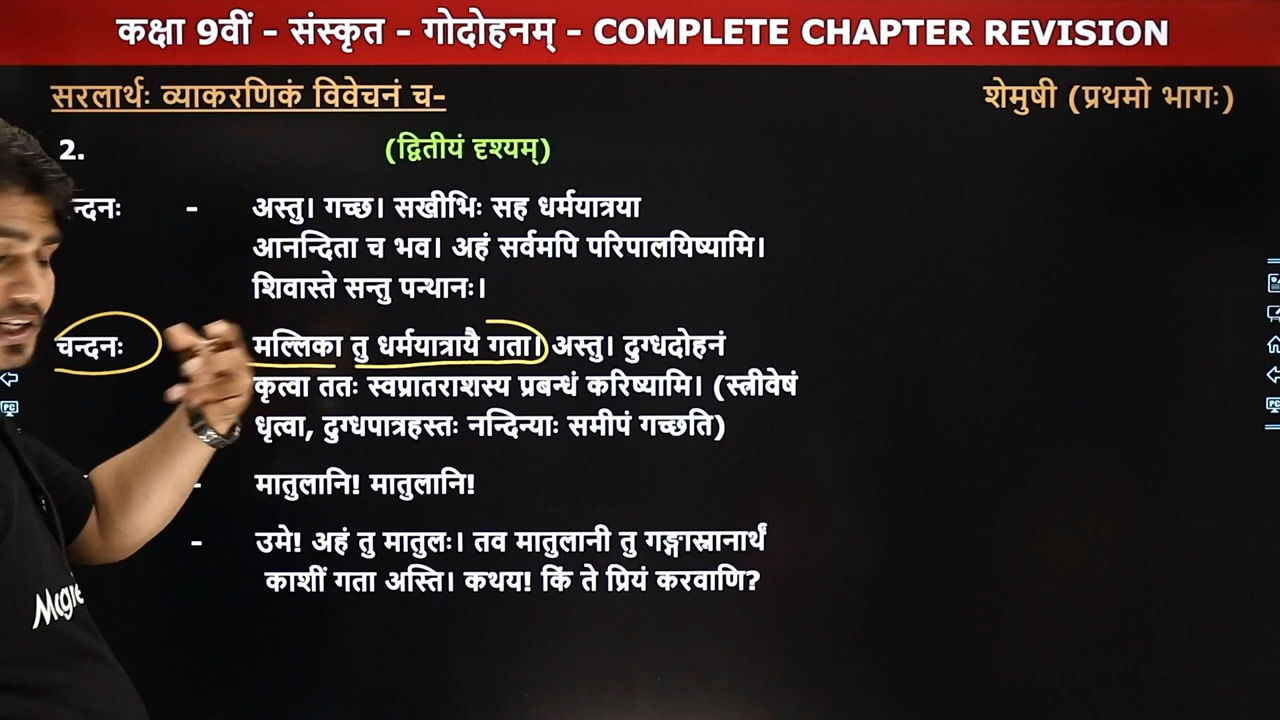 कक्षा 9वीं - संस्कृत - गोदोहनम् - COMPLETE CHAPTER REVISION
सरलार्थः व्याकरणिकं विवेचनं च-
शेमुषी (प्रथमो भागः)
2. (द्वितीयं दृश्यम्)
न्दनः - अस्तु। गच्छ। सखीभिः सह धर्मयात्रया
आनन्दिता च भव। अहं सर्वमपि परिपालयिष्यामि।
शिवास्ते सन्तु पन्थानः।
चन्दनः मल्लिका तु धर्मयात्रायै गता। अस्तु। दुग्धदोहनं
कृत्वा ततः स्वप्रातराशस्य प्रबन्धं करिष्यामि। (स्त्रीवेषं
धृत्वा, दुग्धपात्रहस्तः नन्दिन्याः समीपं गच्छति)
- मातुलानि! मातुलानि!
- उमे! अहं तु मातुलः। तव मातुलानी तु गङ्गास्नानार्थं
काशीं गता अस्ति। कथय! किं ते प्रियं करवाणि?